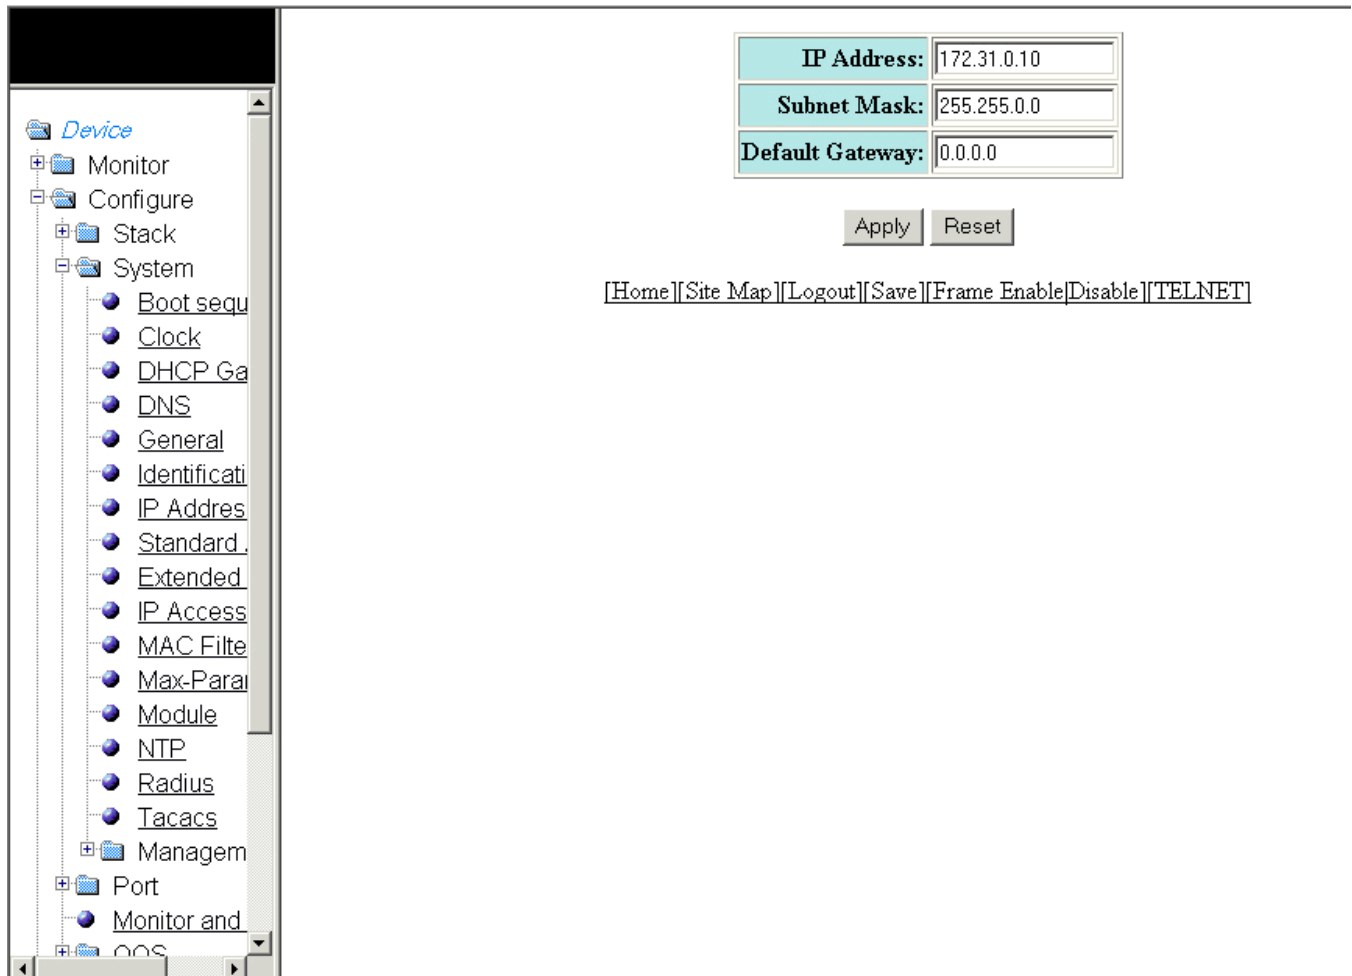 Device
Monitor
Configure
Stack
System
Boot sequ
Clock
DHCP Ga
DNS
General
Identificati
IP Addres
Standard
Extended
IP Access
MAC Filte
Max-Para
Module
NTP
Radius
Tacacs
Managem
Port
Monitor and
QOS
IP Address: 172.31.0.10
Subnet Mask: 255.255.0.0
Default Gateway: 0.0.0.0
Apply Reset
[Home][Site Map][Logout][Save][Frame Enable|Disable][TELNET]